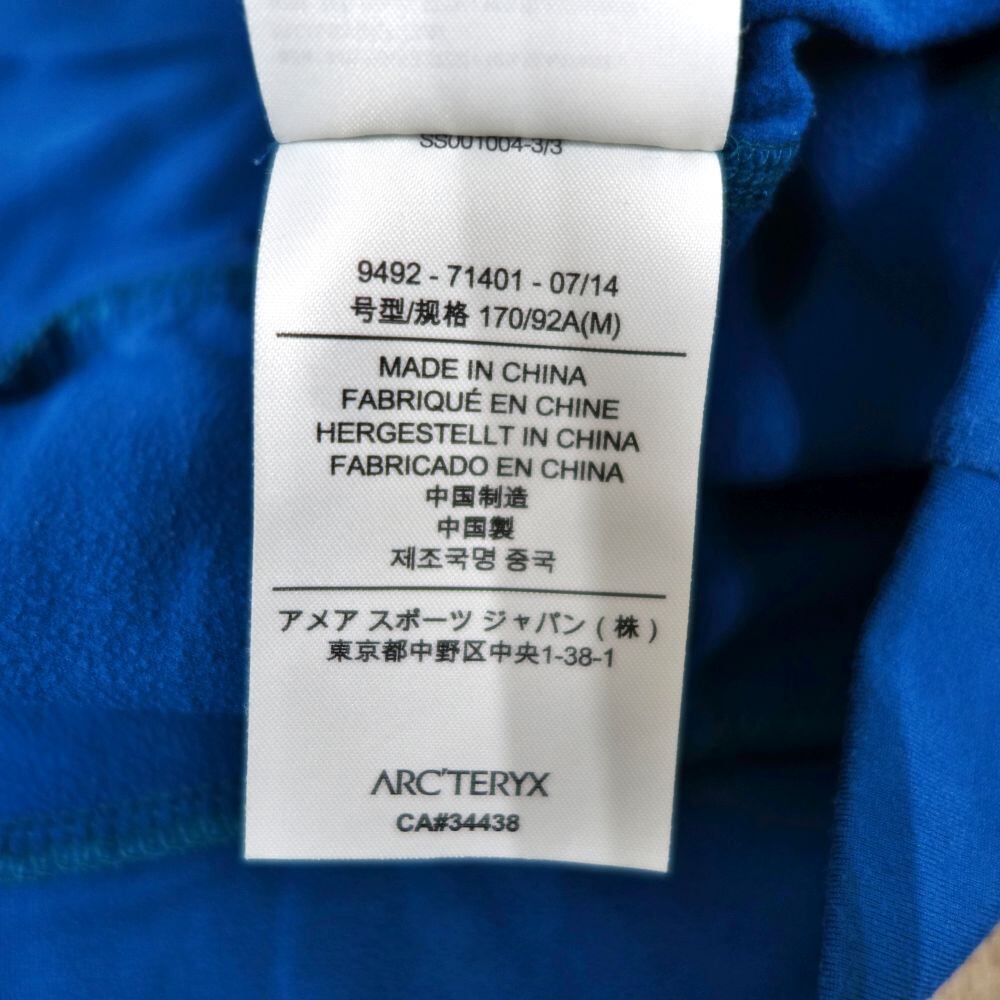 SS001004-3/3
9492 - 71401 - 07/14
号型/规格 170/92A(M)
MADE IN CHINA
FABRIQUÉ EN CHINE
HERGESTELLT IN CHINA
FABRICADO EN CHINA
中国制造
中国製
제조국명 중국
アメア スポーツ ジャパン ( 株 )
東京都中野区中央1-38-1
ARC'TERYX
CA#34438